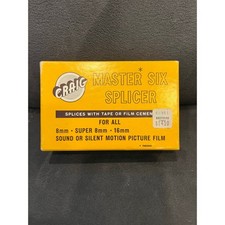 CRAIG
MASTER SIX
SPLICER
SPLICES WITH TAPE OR FILM CEMENT
FOR ALL
8mm - SUPER 8mm - 16mm
SOUND OR SILENT MOTION PICTURE FILM